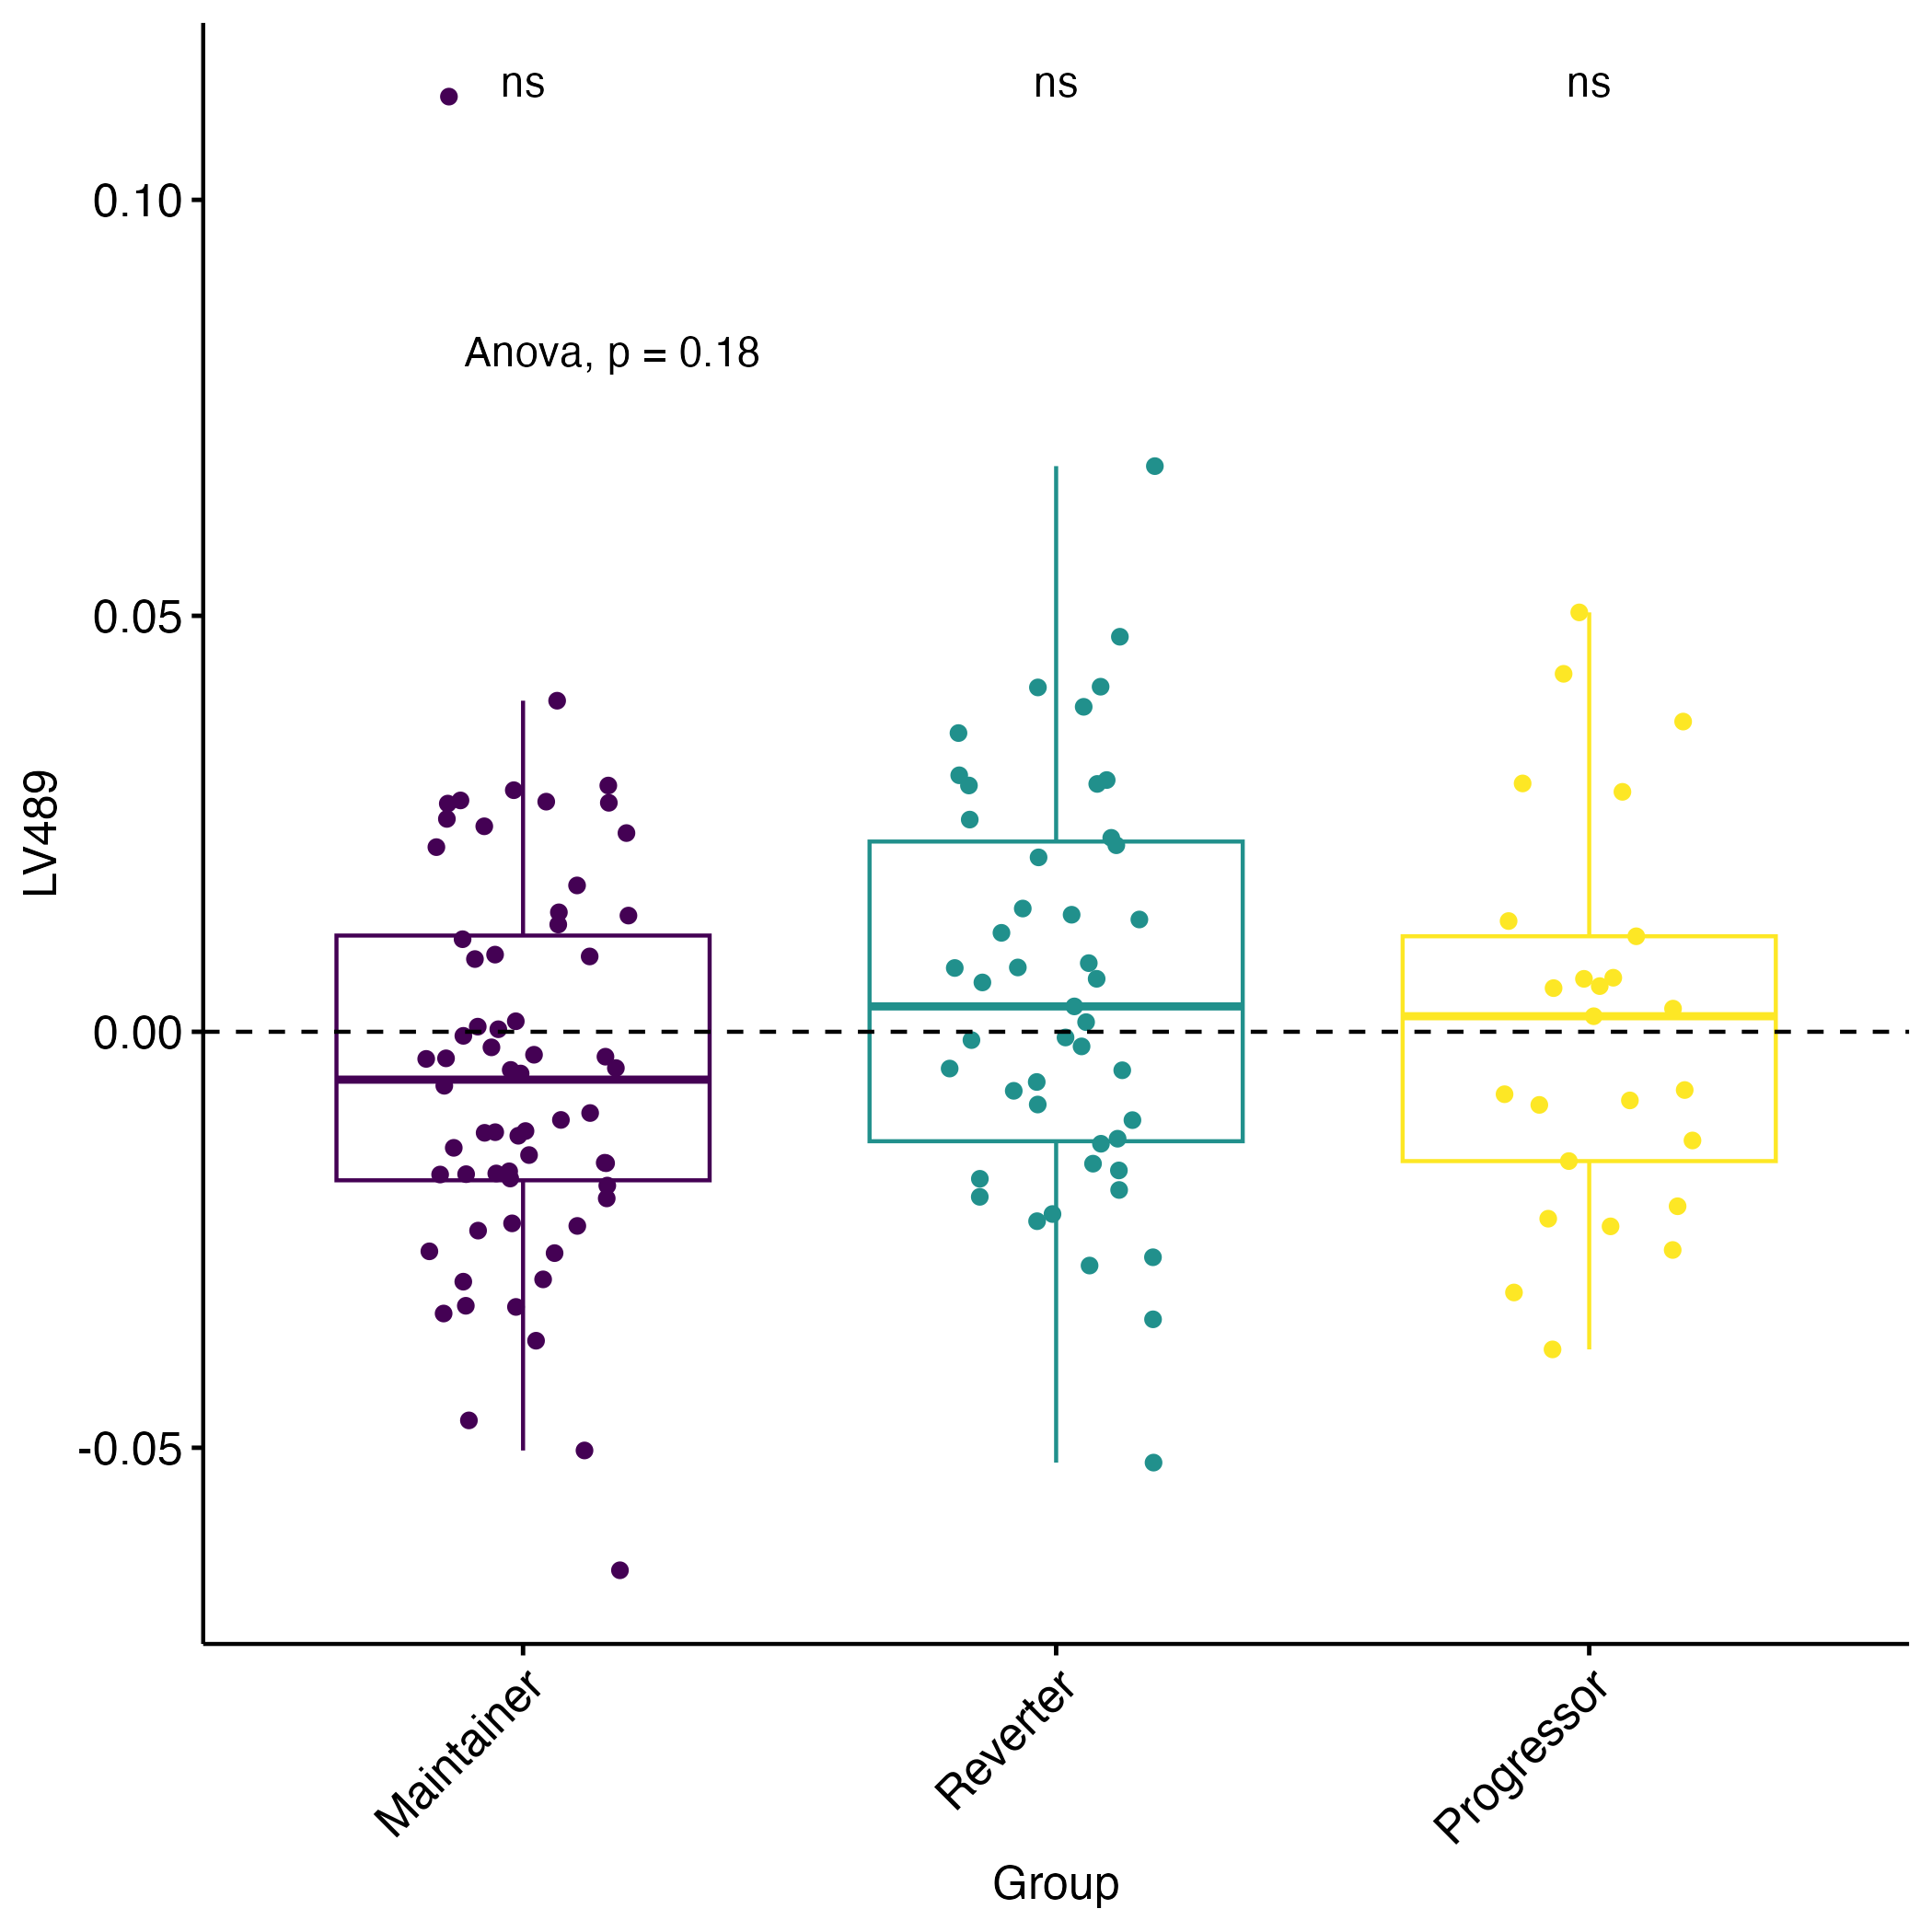 ns ns ns
0.10
Anova, p = 0.18
0.05
LV489
0.00
-0.05
Maintainer Reverter Progressor
Group